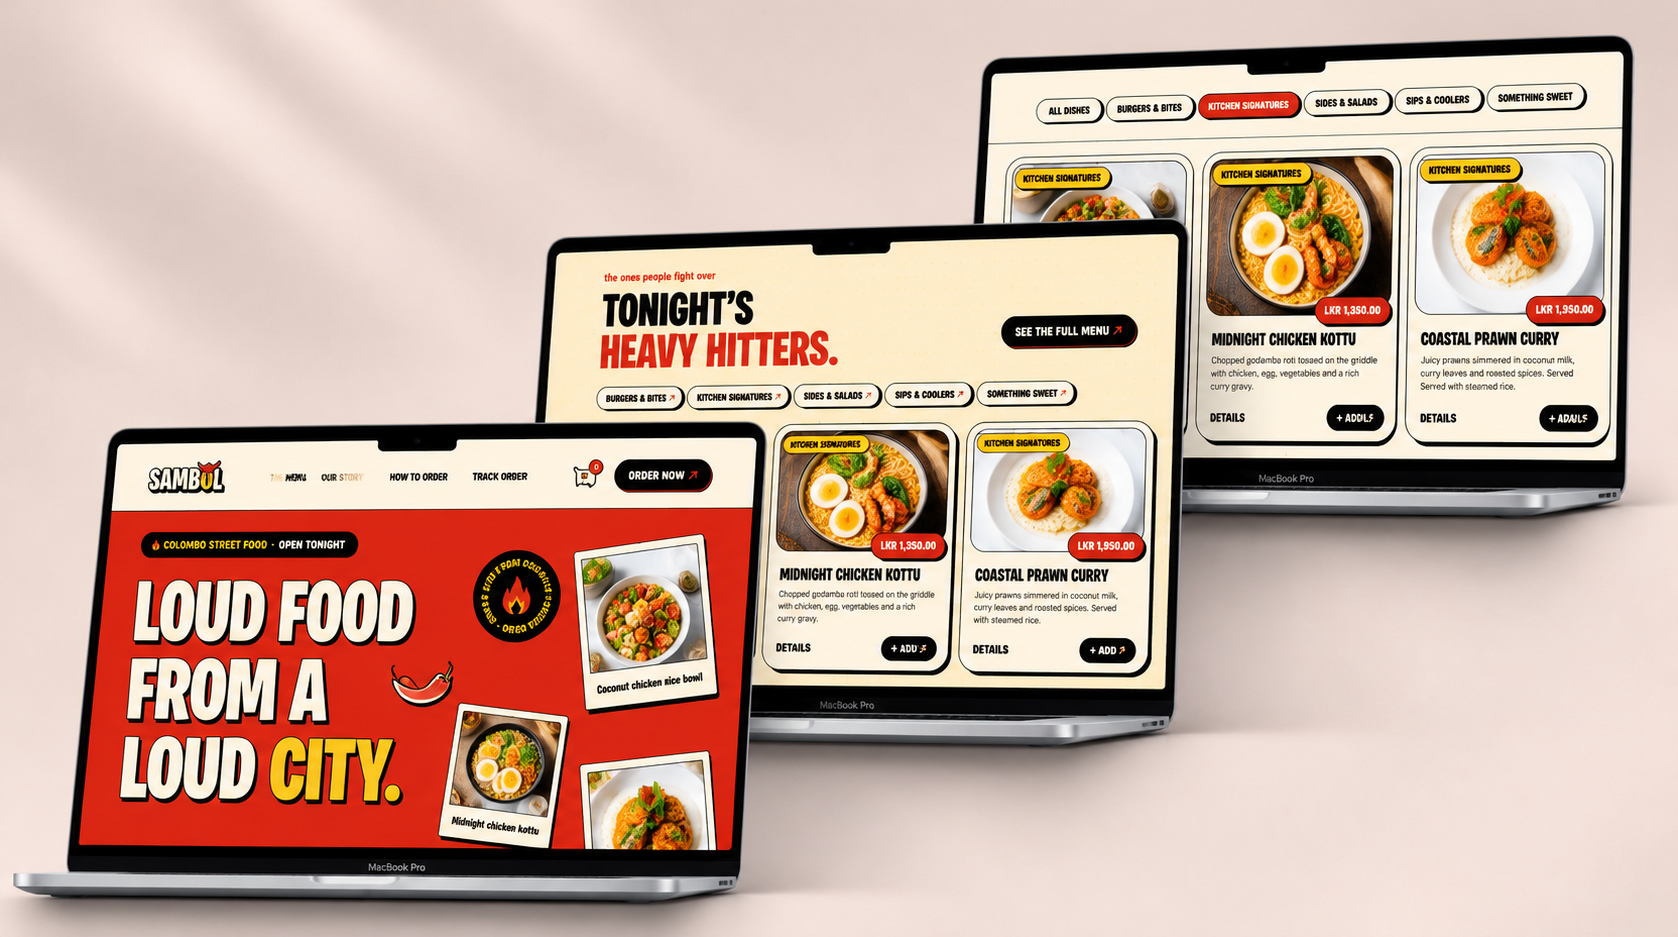 SAMBOL
OUR STORY
HOW TO ORDER
TRACK ORDER
0
ORDER NOW
COLOMBO STREET FOOD - OPEN TONIGHT
LOUD FOOD
FROM A
LOUD CITY.
Coconut chicken rice bowl
Midnight chicken kottu
MacBook Pro
the ones people fight over
TONIGHT'S
HEAVY HITTERS.
SEE THE FULL MENU
BURGERS & BITES
KITCHEN SIGNATURES
SIDES & SALADS
SIPS & COOLERS
SOMETHING SWEET
KITCHEN SIGNATURES
LKR 1,350.00
MIDNIGHT CHICKEN KOTTU
Chopped godamba roti tossed on the griddle
with chicken, egg, vegetables and a rich
curry gravy.
DETAILS
+ ADD
KITCHEN SIGNATURES
LKR 1,950.00
COASTAL PRAWN CURRY
Juicy prawns simmered in coconut milk,
curry leaves and roasted spices. Served
with steamed rice.
DETAILS
+ ADD
MacBook Pro
ALL DISHES
BURGERS & BITES
KITCHEN SIGNATURES
SIDES & SALADS
SIPS & COOLERS
SOMETHING SWEET
KITCHEN SIGNATURES
KITCHEN SIGNATURES
LKR 1,350.00
MIDNIGHT CHICKEN KOTTU
Chopped godamba roti tossed on the griddle
with chicken, egg, vegetables and a rich
curry gravy.
DETAILS
KITCHEN SIGNATURES
LKR 1,950.00
COASTAL PRAWN CURRY
Juicy prawns simmered in coconut milk,
curry leaves and roasted spices. Served
Served with steamed rice.
DETAILS
MacBook Pro